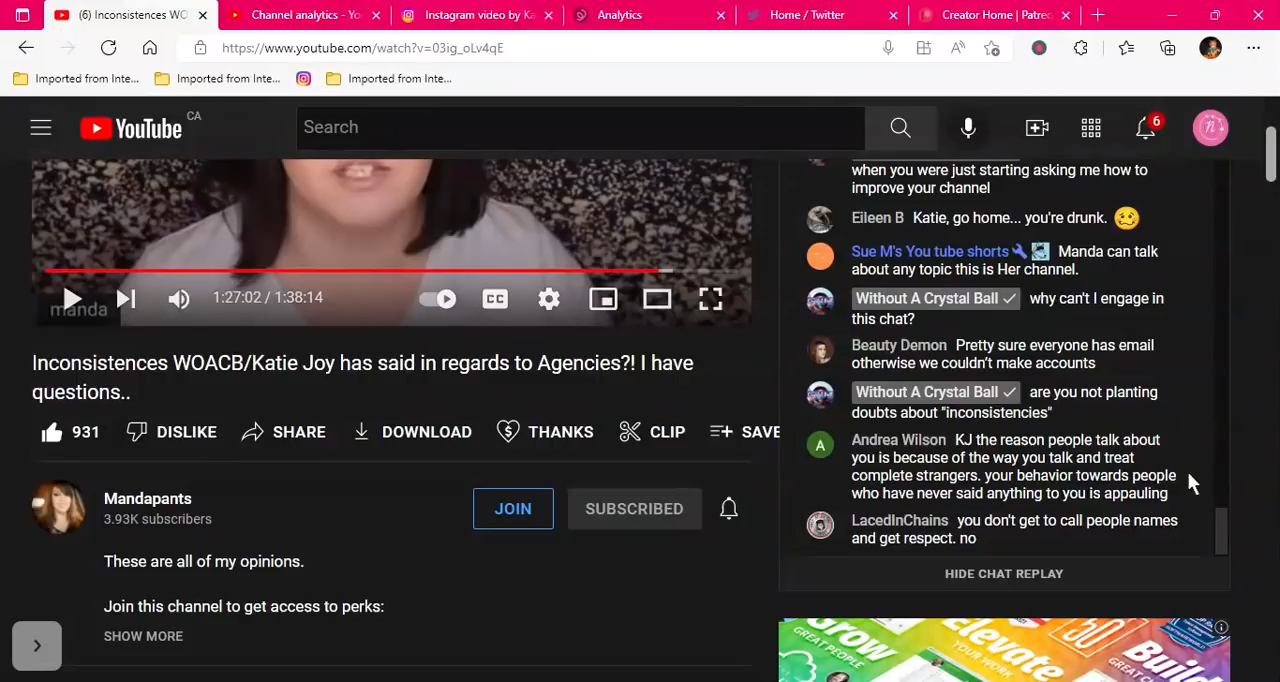 (6) Inconsistences WO
Channel analytics - Yo
Instagram video by Ka
Analytics
Home / Twitter
Creator Home | Patreo
https://www.youtube.com/watch?v=03ig_oLv4qE
Imported from Inte...
Imported from Inte...
Imported from Inte...
YouTube CA
Search
6
n
manda
1:27:02 / 1:38:14
CC
Inconsistences WOACB/Katie Joy has said in regards to Agencies?! I have
questions..
931 DISLIKE SHARE DOWNLOAD THANKS CLIP SAVE
Mandapants
3.93K subscribers
JOIN
SUBSCRIBED
These are all of my opinions.
Join this channel to get access to perks:
SHOW MORE
when you were just starting asking me how to
improve your channel
Eileen B Katie, go home... you're drunk.
Sue M's You tube shorts Manda can talk
about any topic this is Her channel.
Without A Crystal Ball why can't I engage in
this chat?
Beauty Demon Pretty sure everyone has email
otherwise we couldn't make accounts
Without A Crystal Ball are you not planting
doubts about "inconsistencies"
A
Andrea Wilson KJ the reason people talk about
you is because of the way you talk and treat
complete strangers. your behavior towards people
who have never said anything to you is appauling
LacedInChains you don't get to call people names
and get respect. no
HIDE CHAT REPLAY
Grow
GREAT PEOPLE
Elevate
YOUR WORK
50
Build